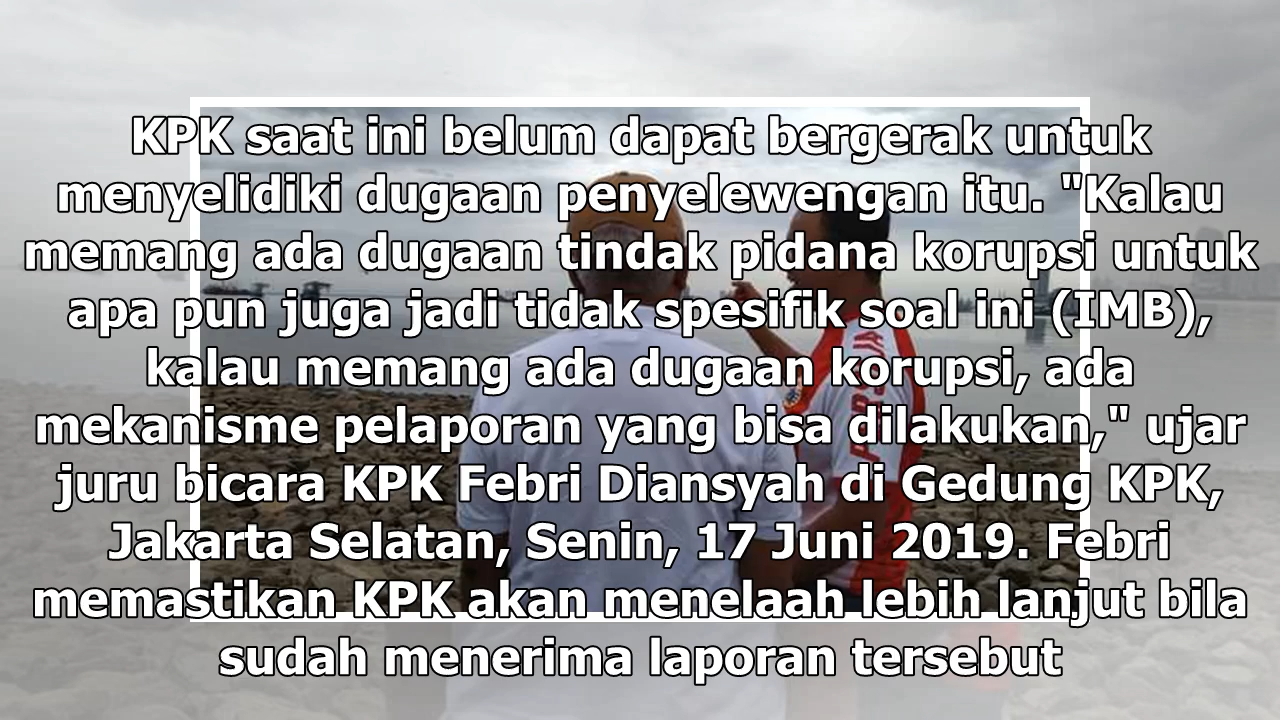 KPK saat ini belum dapat bergerak untuk
menyelidiki dugaan penyelewengan itu. "Kalau
memang ada dugaan tindak pidana korupsi untuk
apa pun juga jadi tidak spesifik soal ini (IMB),
kalau memang ada dugaan korupsi, ada
mekanisme pelaporan yang bisa dilakukan," ujar
juru bicara KPK Febri Diansyah di Gedung KPK,
Jakarta Selatan, Senin, 17 Juni 2019. Febri
memastikan KPK akan menelaah lebih lanjut bila
sudah menerima laporan tersebut